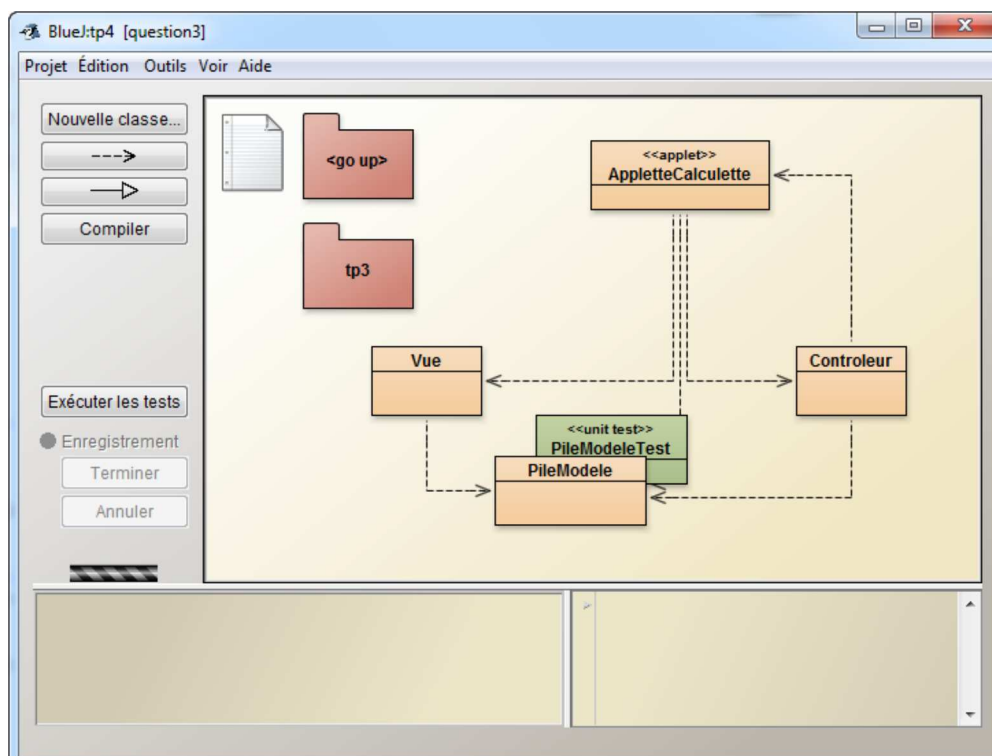 BlueJ:tp4 [question3]
Projet Édition Outils Voir Aide
Nouvelle classe...
Compiler
Exécuter les tests
Enregistrement
Terminer
Annuler
<go up>
tp3
<<applet>>
AppletteCalculette
Vue
Controleur
<<unit test>>
PileModeleTest
PileModele